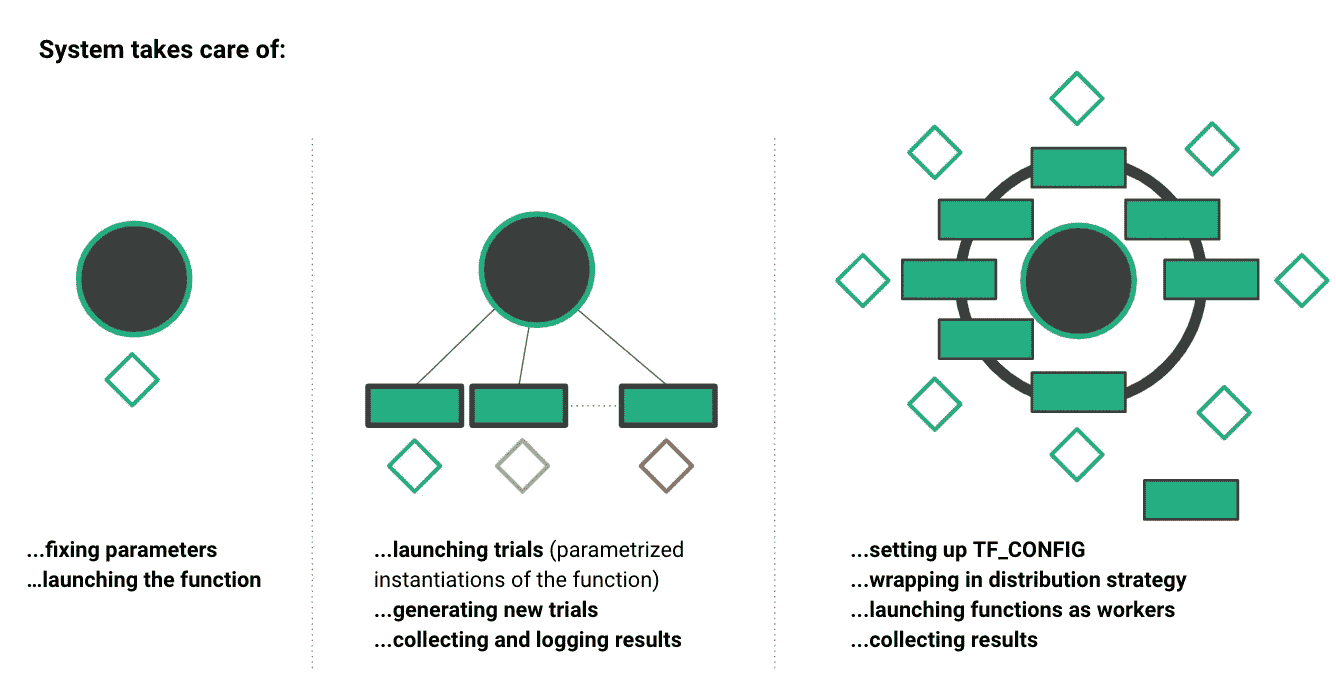 System takes care of:
...fixing parameters
...launching the function
...launching trials (parametrized
instantiations of the function)
...generating new trials
...collecting and logging results
...setting up TF_CONFIG
...wrapping in distribution strategy
...launching functions as workers
...collecting results